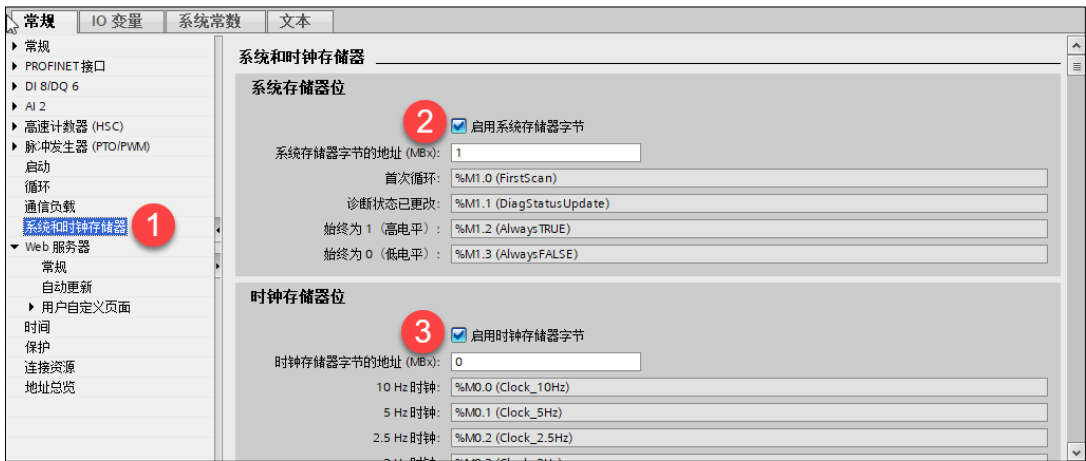 常规 IO 变量 系统常数 文本
常规
PROFINET接口
DI 8/DQ 6
AI 2
高速计数器 (HSC)
脉冲发生器 (PTO/PWM)
启动
循环
通信负载
系统和时钟存储器
1
Web 服务器
常规
自动更新
用户自定义页面
时间
保护
连接资源
地址总览
系统和时钟存储器
系统存储器位
2
启用系统存储器字节
系统存储器字节的地址 (MBx): 1
首次循环: %M1.0 (FirstScan)
诊断状态已更改: %M1.1 (DiagStatusUpdate)
始终为 1（高电平）: %M1.2 (AlwaysTRUE)
始终为 0（低电平）: %M1.3 (AlwaysFALSE)
时钟存储器位
3
启用时钟存储器字节
时钟存储器字节的地址 (MBx): 0
10 Hz时钟: %M0.0 (Clock_10Hz)
5 Hz时钟: %M0.1 (Clock_5Hz)
2.5 Hz时钟: %M0.2 (Clock_2.5Hz)